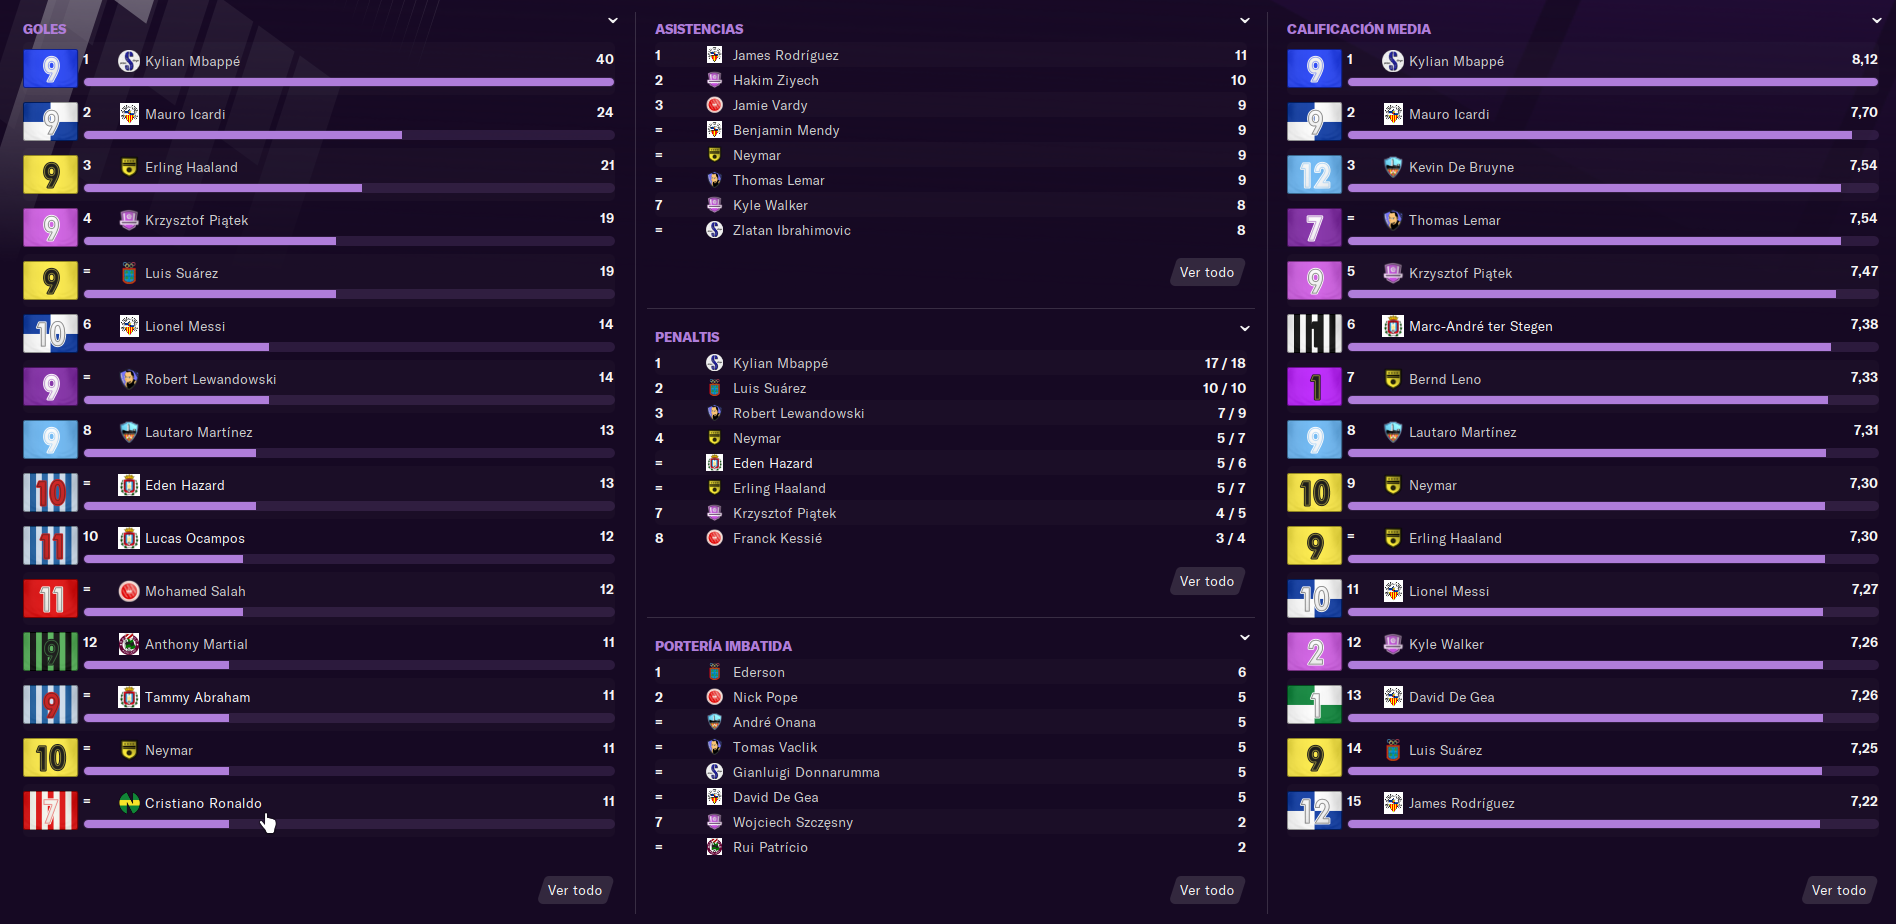 GOLES
9 1 Kylian Mbappé 40
9 2 Mauro Icardi 24
9 3 Erling Haaland 21
9 4 Krzysztof Piątek 19
9 = Luis Suárez 19
10 6 Lionel Messi 14
9 = Robert Lewandowski 14
9 8 Lautaro Martínez 13
10 = Eden Hazard 13
11 10 Lucas Ocampos 12
11 = Mohamed Salah 12
9 12 Anthony Martial 11
9 = Tammy Abraham 11
10 = Neymar 11
7 = Cristiano Ronaldo 11
Ver todo
ASISTENCIAS
1 James Rodríguez 11
2 Hakim Ziyech 10
3 Jamie Vardy 9
= Benjamin Mendy 9
= Neymar 9
= Thomas Lemar 9
7 Kyle Walker 8
= Zlatan Ibrahimovic 8
Ver todo
PENALTIS
1 Kylian Mbappé 17 / 18
2 Luis Suárez 10 / 10
3 Robert Lewandowski 7 / 9
4 Neymar 5 / 7
= Eden Hazard 5 / 6
= Erling Haaland 5 / 7
7 Krzysztof Piątek 4 / 5
8 Franck Kessié 3 / 4
Ver todo
PORTERÍA IMBATIDA
1 Ederson 6
2 Nick Pope 5
= André Onana 5
= Tomas Vaclik 5
= Gianluigi Donnarumma 5
= David De Gea 5
7 Wojciech Szczęsny 2
= Rui Patrício 2
Ver todo
CALIFICACIÓN MEDIA
9 1 Kylian Mbappé 8,12
9 2 Mauro Icardi 7,70
12 3 Kevin De Bruyne 7,54
7 = Thomas Lemar 7,54
9 5 Krzysztof Piątek 7,47
1 6 Marc-André ter Stegen 7,38
1 7 Bernd Leno 7,33
9 8 Lautaro Martínez 7,31
10 9 Neymar 7,30
9 = Erling Haaland 7,30
10 11 Lionel Messi 7,27
2 12 Kyle Walker 7,26
1 13 David De Gea 7,26
9 14 Luis Suárez 7,25
12 15 James Rodríguez 7,22
Ver todo